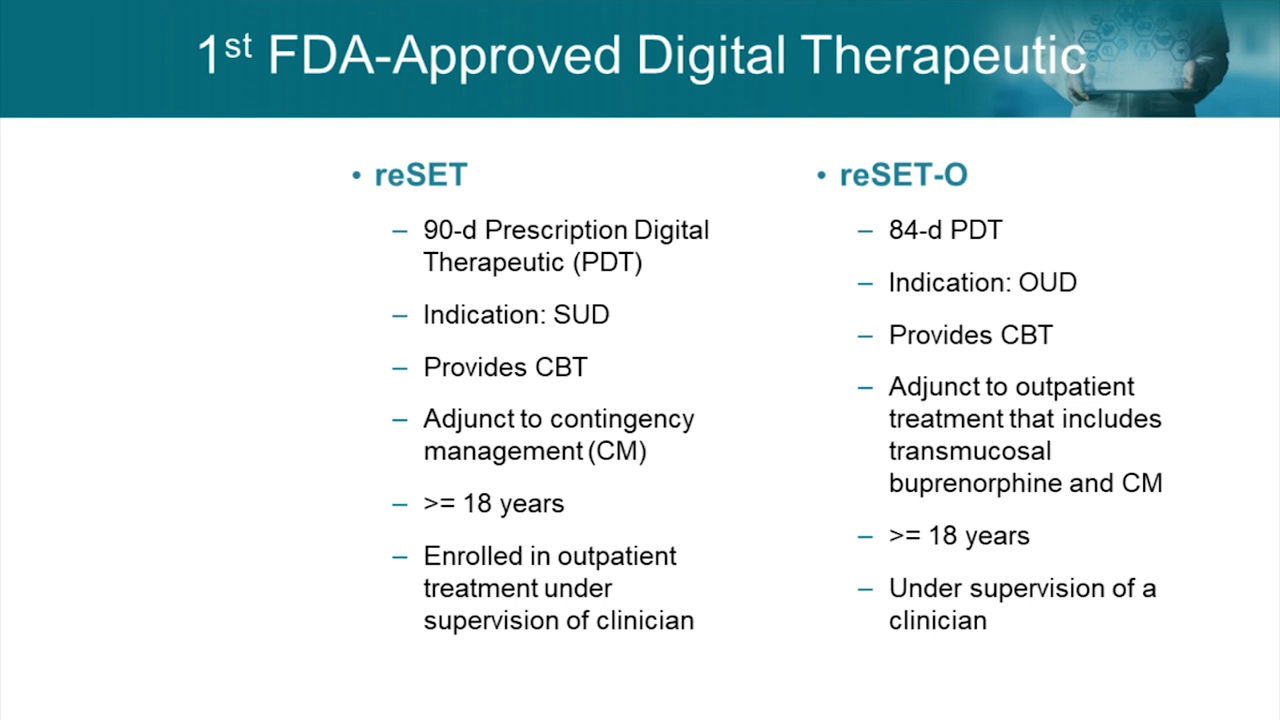 1st FDA-Approved Digital Therapeutic
• reSET
– 90-d Prescription Digital
Therapeutic (PDT)
– Indication: SUD
– Provides CBT
– Adjunct to contingency
management (CM)
– >= 18 years
– Enrolled in outpatient
treatment under
supervision of clinician
• reSET-O
– 84-d PDT
– Indication: OUD
– Provides CBT
– Adjunct to outpatient
treatment that includes
transmucosal
buprenorphine and CM
– >= 18 years
– Under supervision of a
clinician